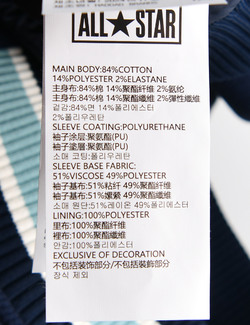 ALL★STAR
MAIN BODY:84%COTTON
14%POLYESTER 2%ELASTANE
主身布:84%棉 14%聚酯纤维 2%氨纶
主身布:84%棉 14%聚酯纖維 2%彈性纖維
겉감:84%면 14%폴리에스터
2%폴리우레탄
SLEEVE COATING:POLYURETHANE
袖子涂层:聚氨酯(PU)
袖子塗層:聚氨酯(PU)
소매 코팅:폴리우레탄
SLEEVE BASE FABRIC:
51%VISCOSE 49%POLYESTER
袖子基布:51%粘纤 49%聚酯纤维
袖子基布:51%嫘縈 49%聚酯纖維
소매 원단:51%레이온 49%폴리에스터
LINING:100%POLYESTER
里布:100%聚酯纤维
裡布:100%聚酯纖維
안감:100%폴리에스터
EXCLUSIVE OF DECORATION
不包括装饰部分/不包括裝飾部分
장식 제외